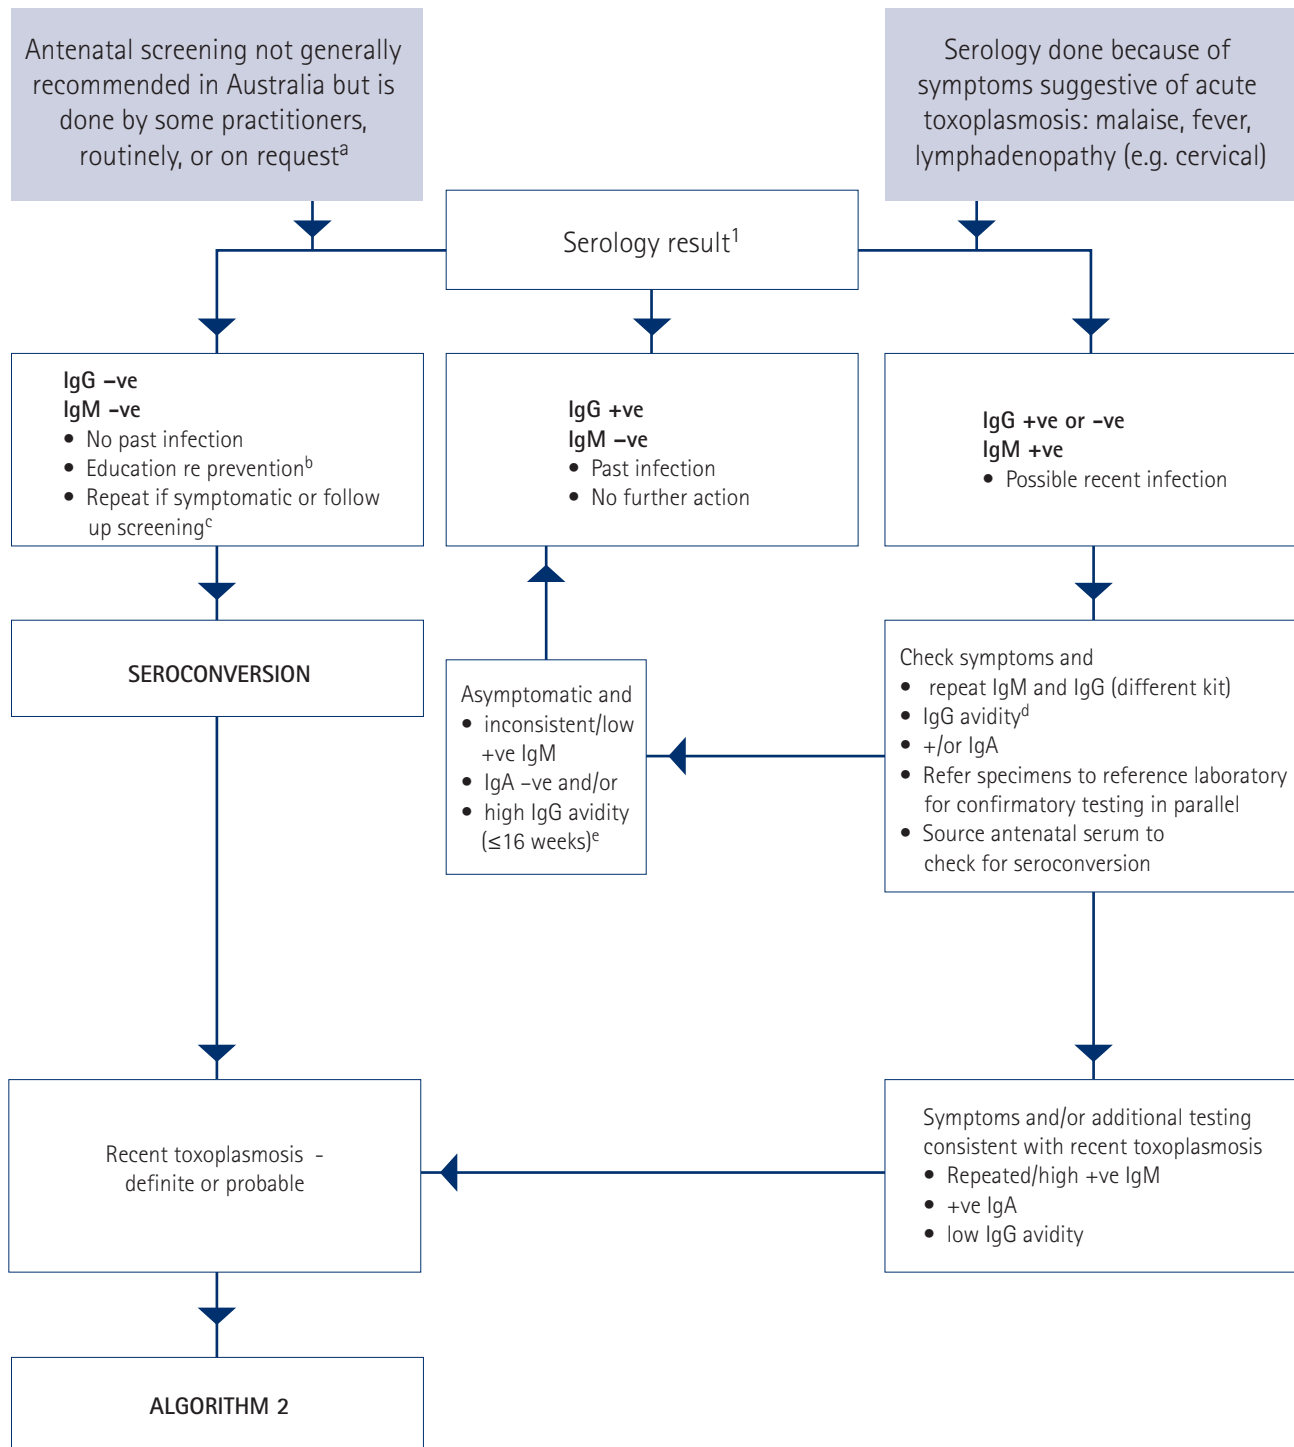 Antenatal screening not generally
recommended in Australia but is
done by some practitioners,
routinely, or on requestᵃ
Serology done because of
symptoms suggestive of acute
toxoplasmosis: malaise, fever,
lymphadenopathy (e.g. cervical)
Serology result¹
IgG –ve
IgM -ve
• No past infection
• Education re preventionᵇ
• Repeat if symptomatic or follow
up screeningᶜ
IgG +ve
IgM –ve
• Past infection
• No further action
IgG +ve or -ve
IgM +ve
• Possible recent infection
SEROCONVERSION
Asymptomatic and
• inconsistent/low
+ve IgM
• IgA –ve and/or
• high IgG avidity
(≤16 weeks)ᵉ
Check symptoms and
• repeat IgM and IgG (different kit)
• IgG avidityᵈ
• +/or IgA
• Refer specimens to reference laboratory
for confirmatory testing in parallel
• Source antenatal serum to
check for seroconversion
Recent toxoplasmosis -
definite or probable
Symptoms and/or additional testing
consistent with recent toxoplasmosis
• Repeated/high +ve IgM
• +ve IgA
• low IgG avidity
ALGORITHM 2